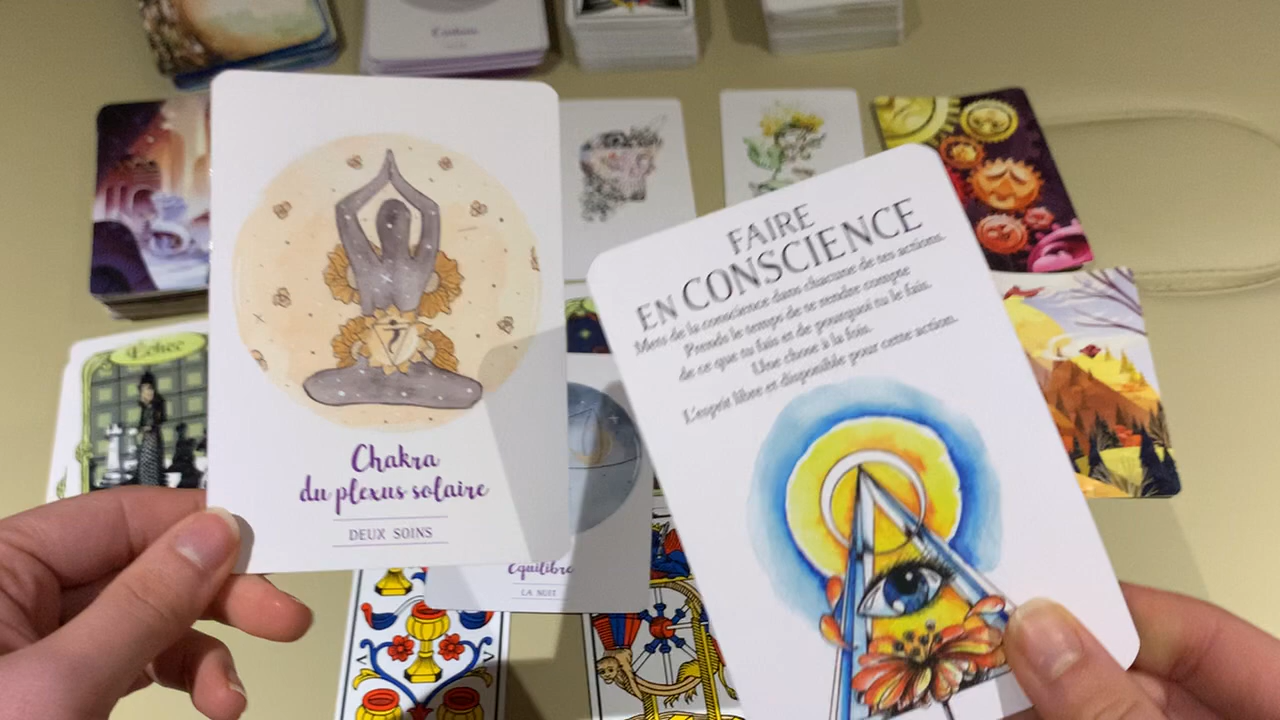 Échec
Chakra
du plexus solaire
DEUX SOINS
Équilibre
LA NUIT
FAIRE
EN CONSCIENCE
Mets de la conscience dans chacune de tes actions.
Prends le temps de te rendre compte
de ce que tu fais et de pourquoi tu le fais.
Une chose à la fois.
L'esprit libre et disponible pour cette action.